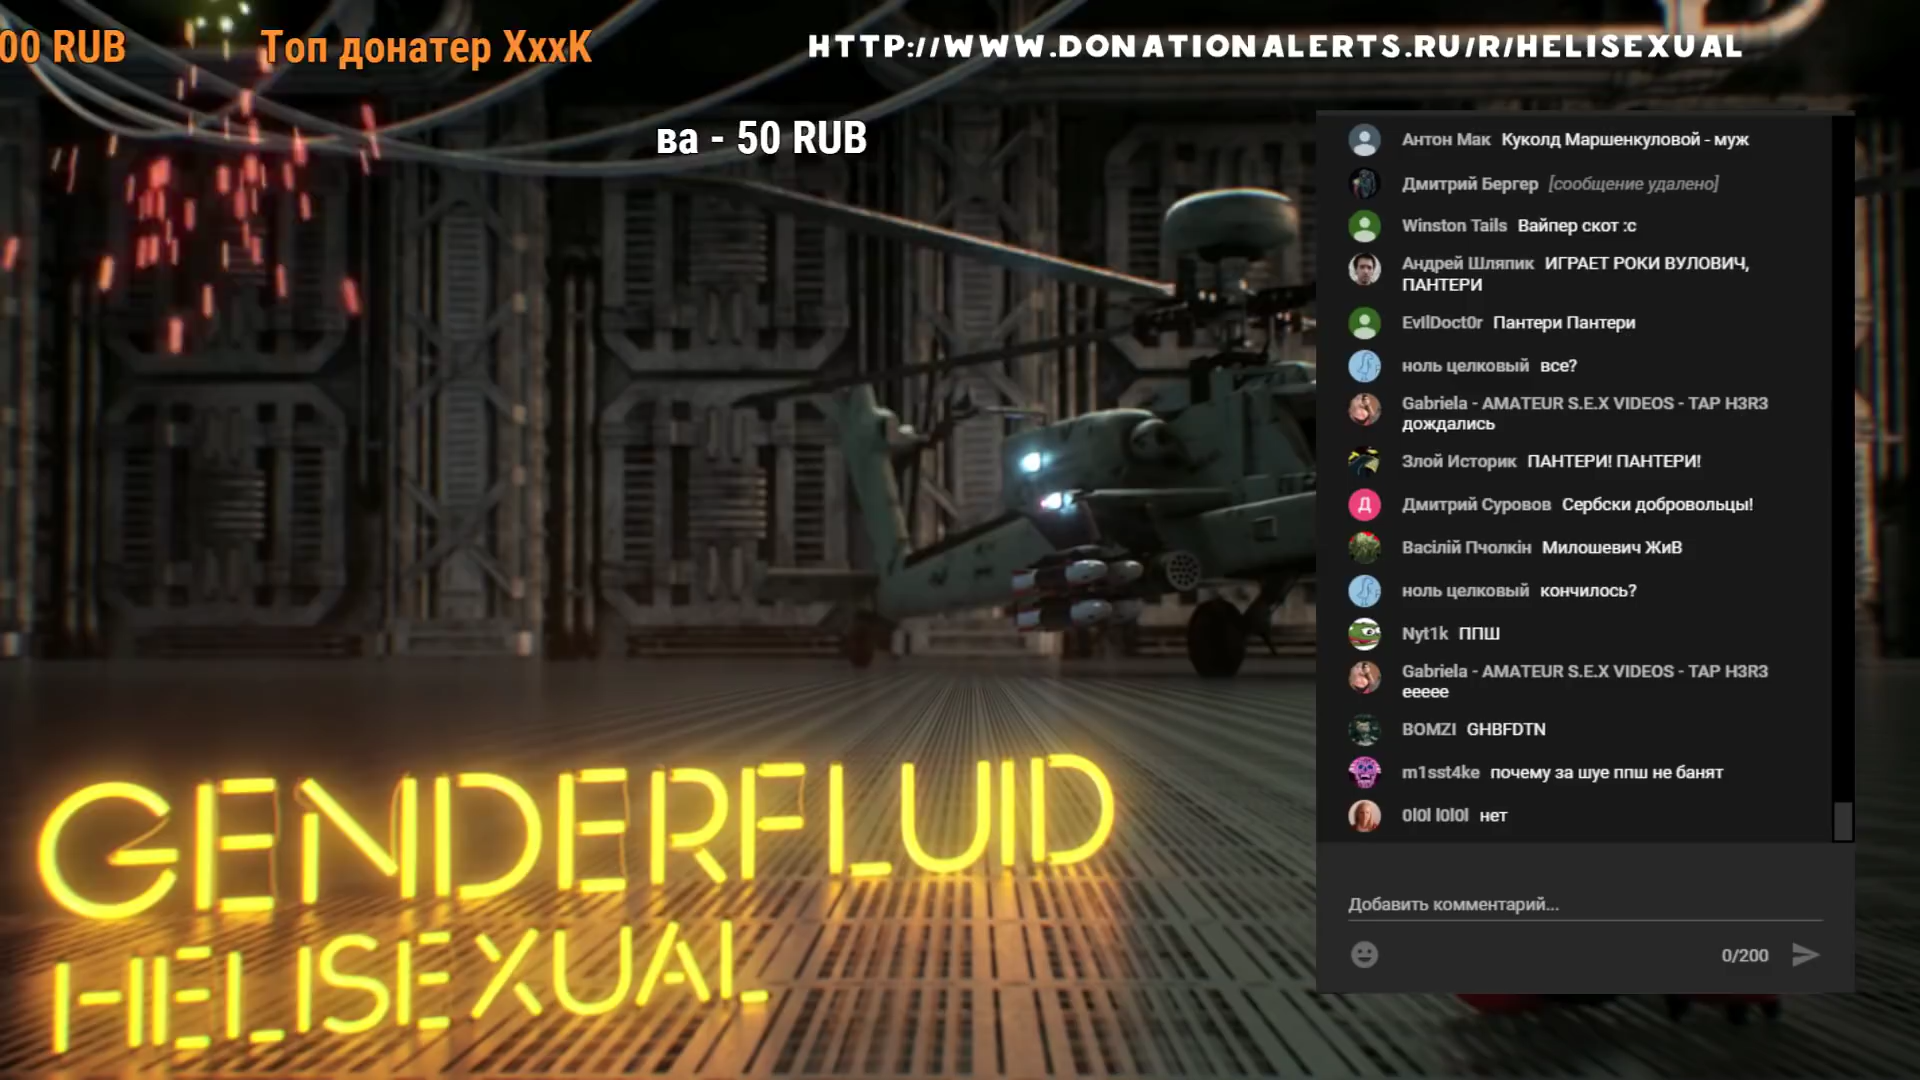 00 RUB
Топ донатер XxxK
HTTP://WWW.DONATIONALERTS.RU/R/HELISEXUAL
ва - 50 RUB
Антон Мак Куколд Маршенкуловой - муж
Дмитрий Бергер [сообщение удалено]
Winston Tails Вайпер скот :с
Андрей Шляпик ИГРАЕТ РОКИ ВУЛОВИЧ,
ПАНТЕРИ
EvilDoct0r Пантери Пантери
ноль целковый все?
Gabriela - AMATEUR S.E.X VIDEOS - TAP H3R3
дождались
Злой Историк ПАНТЕРИ! ПАНТЕРИ!
Д
Дмитрий Суровов Сербски добровольцы!
Василій Пчолкін Милошевич ЖиВ
ноль целковый кончилось?
Nyt1k ППШ
Gabriela - AMATEUR S.E.X VIDEOS - TAP H3R3
еееее
BOMZI GHBFDTN
m1sst4ke почему за шуе ппш не банят
0l0l l0l0l нет
Добавить комментарий...
0/200
GENDERFLUID
HELISEXUAL